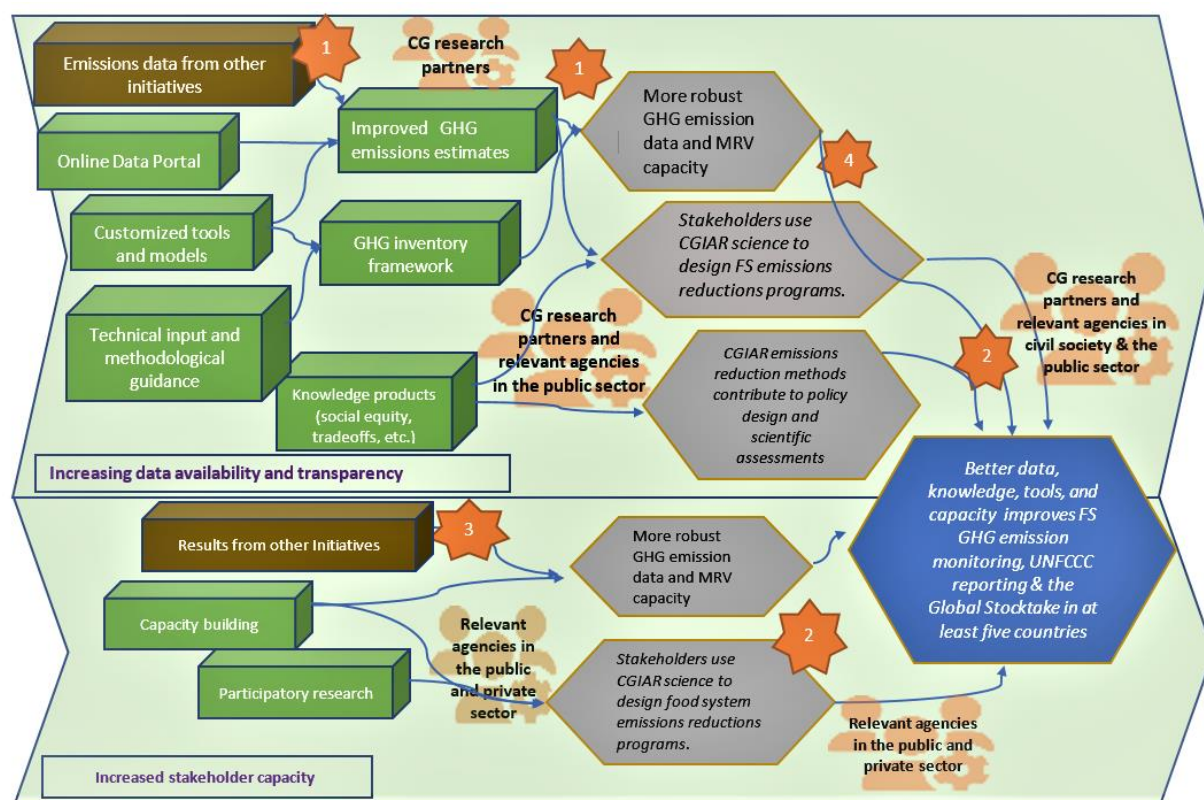 Emissions data from other
initiatives
1
CG research
partners
1
Online Data Portal
Improved GHG
emissions estimates
More robust
GHG emission
data and MRV
capacity
4
Customized tools
and models
GHG inventory
framework
Stakeholders use
CGIAR science to
design FS emissions
reductions programs.
CG research
partners and
relevant agencies in
civil society & the
public sector
Technical input and
methodological
guidance
CG research
partners and
relevant agencies
in the public sector
2
Knowledge products
(social equity,
tradeoffs, etc.)
CGIAR emissions
reduction methods
contribute to policy
design and
scientific
assessments
Increasing data availability and transparency
Better data,
knowledge, tools, and
capacity improves FS
GHG emission
monitoring, UNFCCC
reporting & the
Global Stocktake in at
least five countries
Results from other Initiatives
3
More robust
GHG emission
data and MRV
capacity
Capacity building
Relevant
agencies in
the public
and private
sector
2
Participatory research
Stakeholders use
CGIAR science to
design food system
emissions reductions
programs.
Relevant agencies
in the public and
private sector
Increased stakeholder capacity